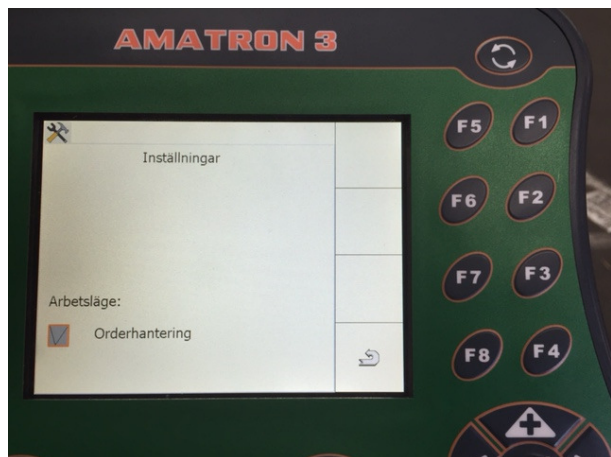 AMATRON 3
Inställningar
Arbetsläge:
Orderhantering
F5 F1
F6 F2
F7 F3
F8 F4